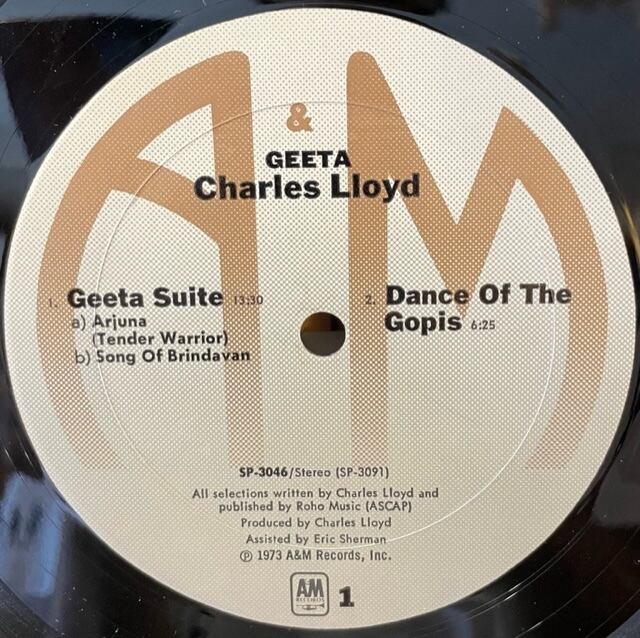 A & M
GEETA
Charles Lloyd
1. Geeta Suite 13:30
a) Arjuna
(Tender Warrior)
b) Song Of Brindavan
2. Dance Of The
Gopis 6:25
SP-3046/Stereo (SP-3091)
All selections written by Charles Lloyd and
published by Roho Music (ASCAP)
Produced by Charles Lloyd
Assisted by Eric Sherman
℗ 1973 A&M Records, Inc.
AM
RECORDS
1